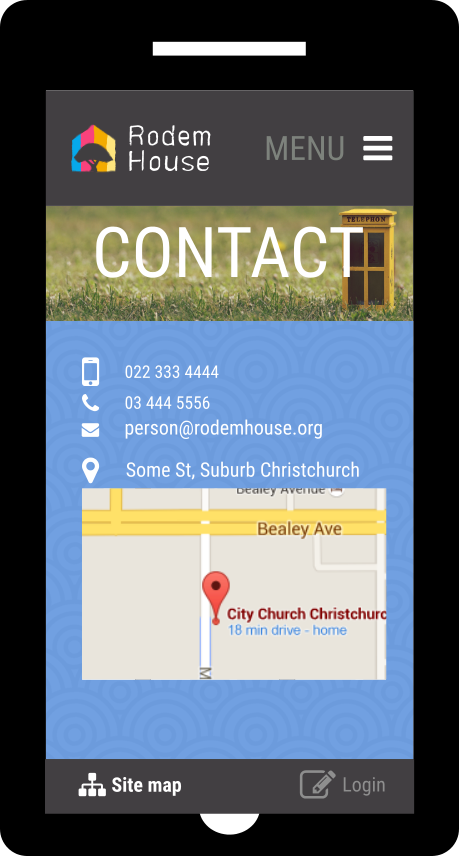 Rodem
House
MENU
TELEPHON
CONTACT
022 333 4444
03 444 5556
person@rodemhouse.org
Some St, Suburb Christchurch
Bealey Avenue
Bealey Ave
City Church Christchurc
18 min drive - home
M
Site map
Login